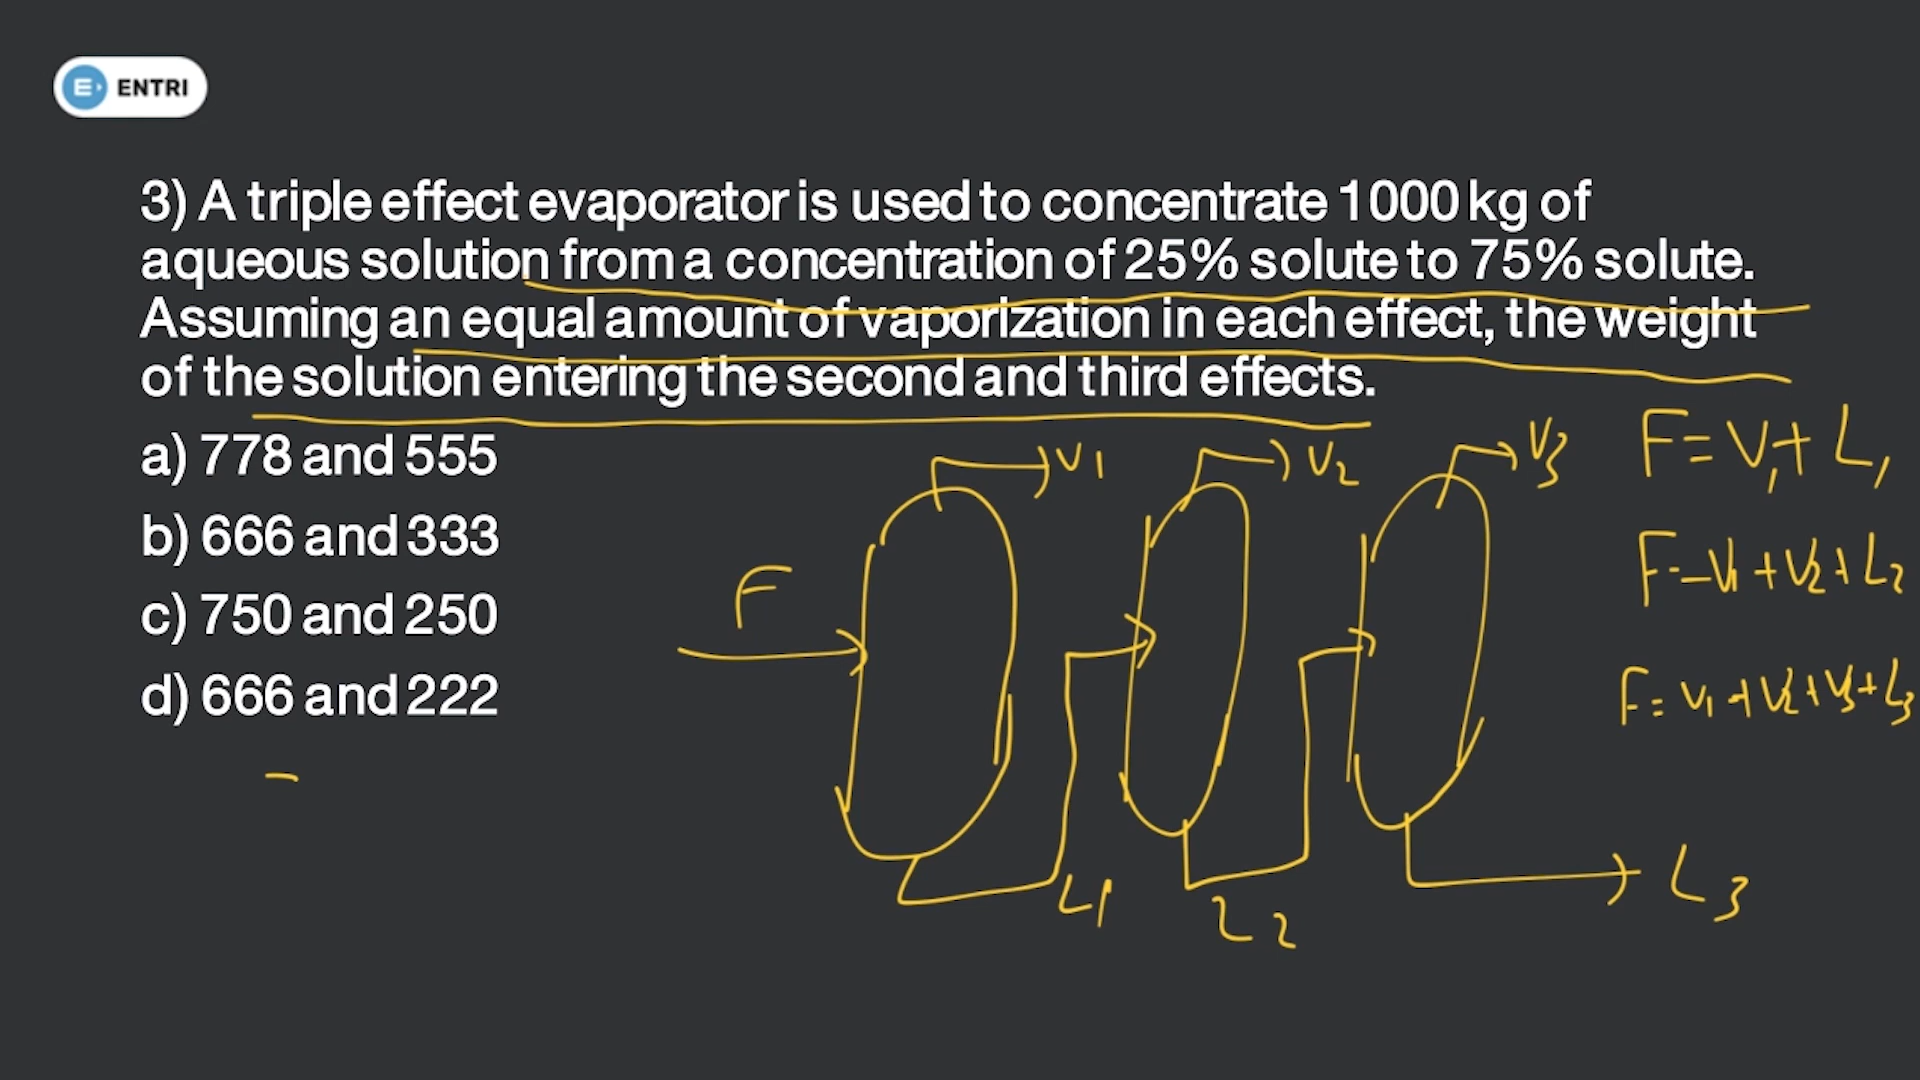 ENTRI
3) A triple effect evaporator is used to concentrate 1000 kg of
aqueous solution from a concentration of 25% solute to 75% solute.
Assuming an equal amount of vaporization in each effect, the weight
of the solution entering the second and third effects.
a) 778 and 555
b) 666 and 333
c) 750 and 250
d) 666 and 222
V1
V2
V3
F = V1 + L1
F = V1 + V2 + L2
F
F = V1 + V2 + V3 + L3
L1
L2
L3